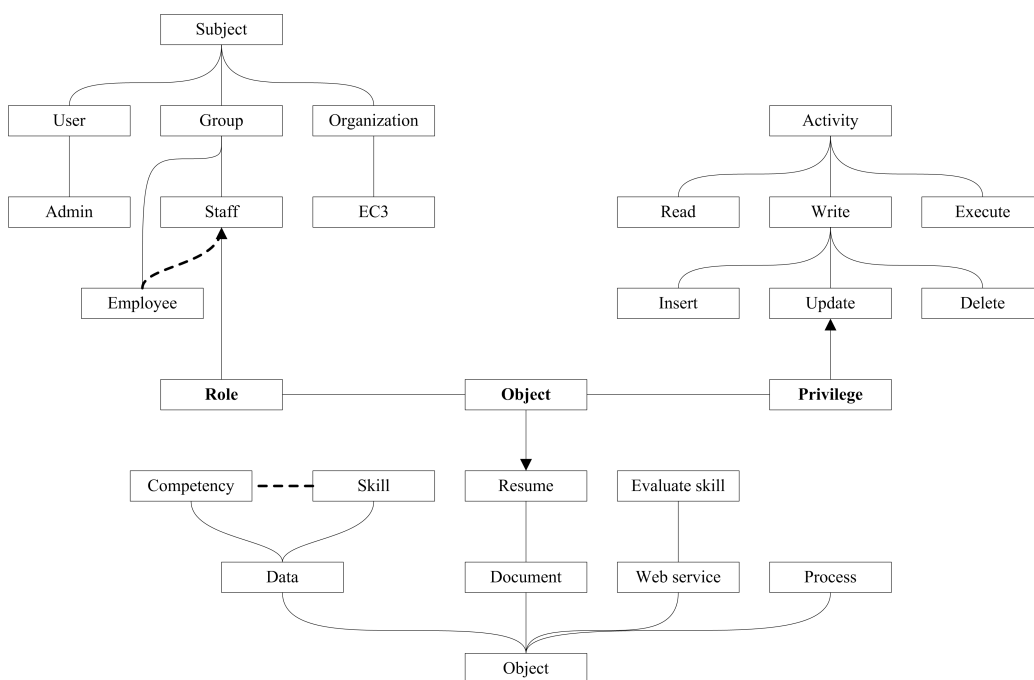 Subject
User
Group
Organization
Activity
Admin
Staff
EC3
Read
Write
Execute
Employee
Insert
Update
Delete
Role
Object
Privilege
Competency
Skill
Resume
Evaluate skill
Data
Document
Web service
Process
Object